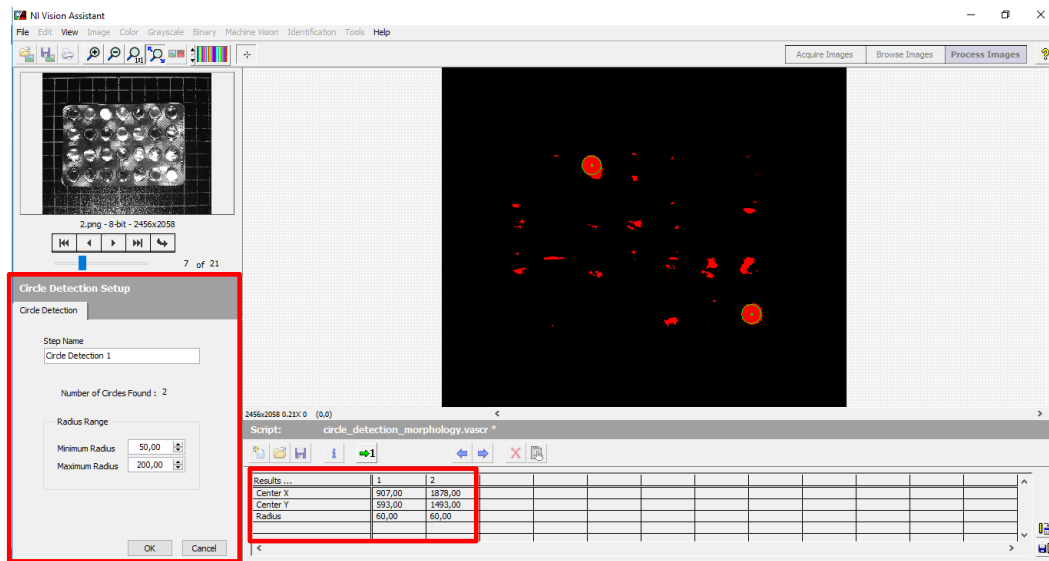 NI Vision Assistant
File Edit View Image Color Grayscale Binary Machine Vision Identification Tools Help
1:1
Acquire Images Browse Images Process Images
2.png - 8-bit - 2456x2058
7 of 21
Circle Detection Setup
Circle Detection
Step Name
Circle Detection 1
Number of Circles Found : 2
Radius Range
Minimum Radius 50,00
Maximum Radius 200,00
OK Cancel
2456x2058 0.21X 0 (0,0)
Script: circle_detection_morphology.vascr *
1
Results ... 1 2
Center X 907,00 1878,00
Center Y 593,00 1493,00
Radius 60,00 60,00